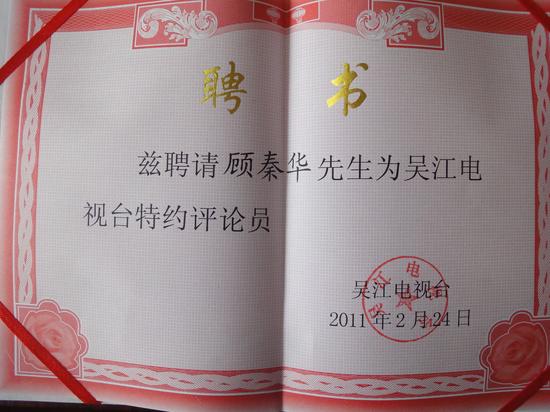 聘书
兹聘请顾秦华先生为吴江电
视台特约评论员
吴江电视台
2011年2月24日